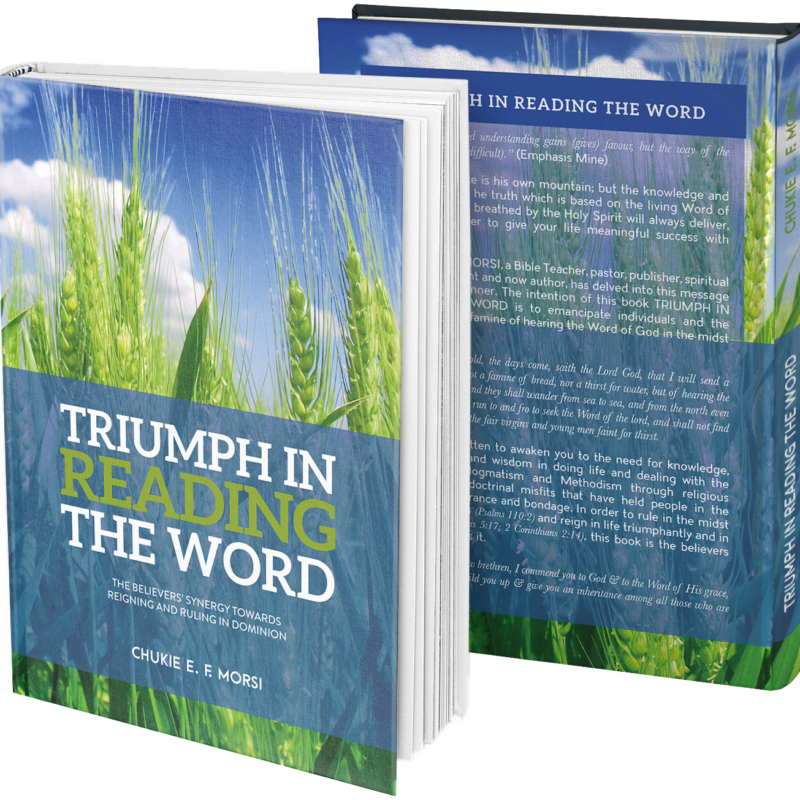 TRIUMPH IN
READING
THE WORD
THE BELIEVERS' SYNERGY TOWARDS
REIGNING AND RULING IN DOMINION
CHUKIE E. F. MORSI
H IN READING THE WORD
understanding gains (gives) favour, but the way of the
difficult)." (Emphasis Mine)
is his own mountain; but the knowledge and
he truth which is based on the living Word of
breathed by the Holy Spirit will always deliver,
er to give your life meaningful success with
MORSI, a Bible Teacher, pastor, publisher, spiritual
nt and now author, has delved into this message
nner. The intention of this book TRIUMPH IN
WORD is to emancipate individuals and the
famine of hearing the Word of God in the midst
old, the days come, saith the Lord God, that I will send a
ot a famine of bread, nor a thirst for water, but of hearing the
nd they shall wander from sea to sea, and from the north even
run to and fro to seek the Word of the lord, and shall not find
the fair virgins and young men faint for thirst.
tten to awaken you to the need for knowledge,
and wisdom in doing life and dealing with the
ogmatism and Methodism through religious
doctrinal misfits that have held people in the
rance and bondage. In order to rule in the midst
(Psalms 110:2) and reign in life triumphantly and in
s 5:17; 2 Corinthians 2:14), this book is the believers
s it.
w brethren, I commend you to God & to the Word of His grace,
ild you up & give you an inheritance among all those who are
TRIUMPH IN READING THE WORD
CHUKIE E. F. MORSI